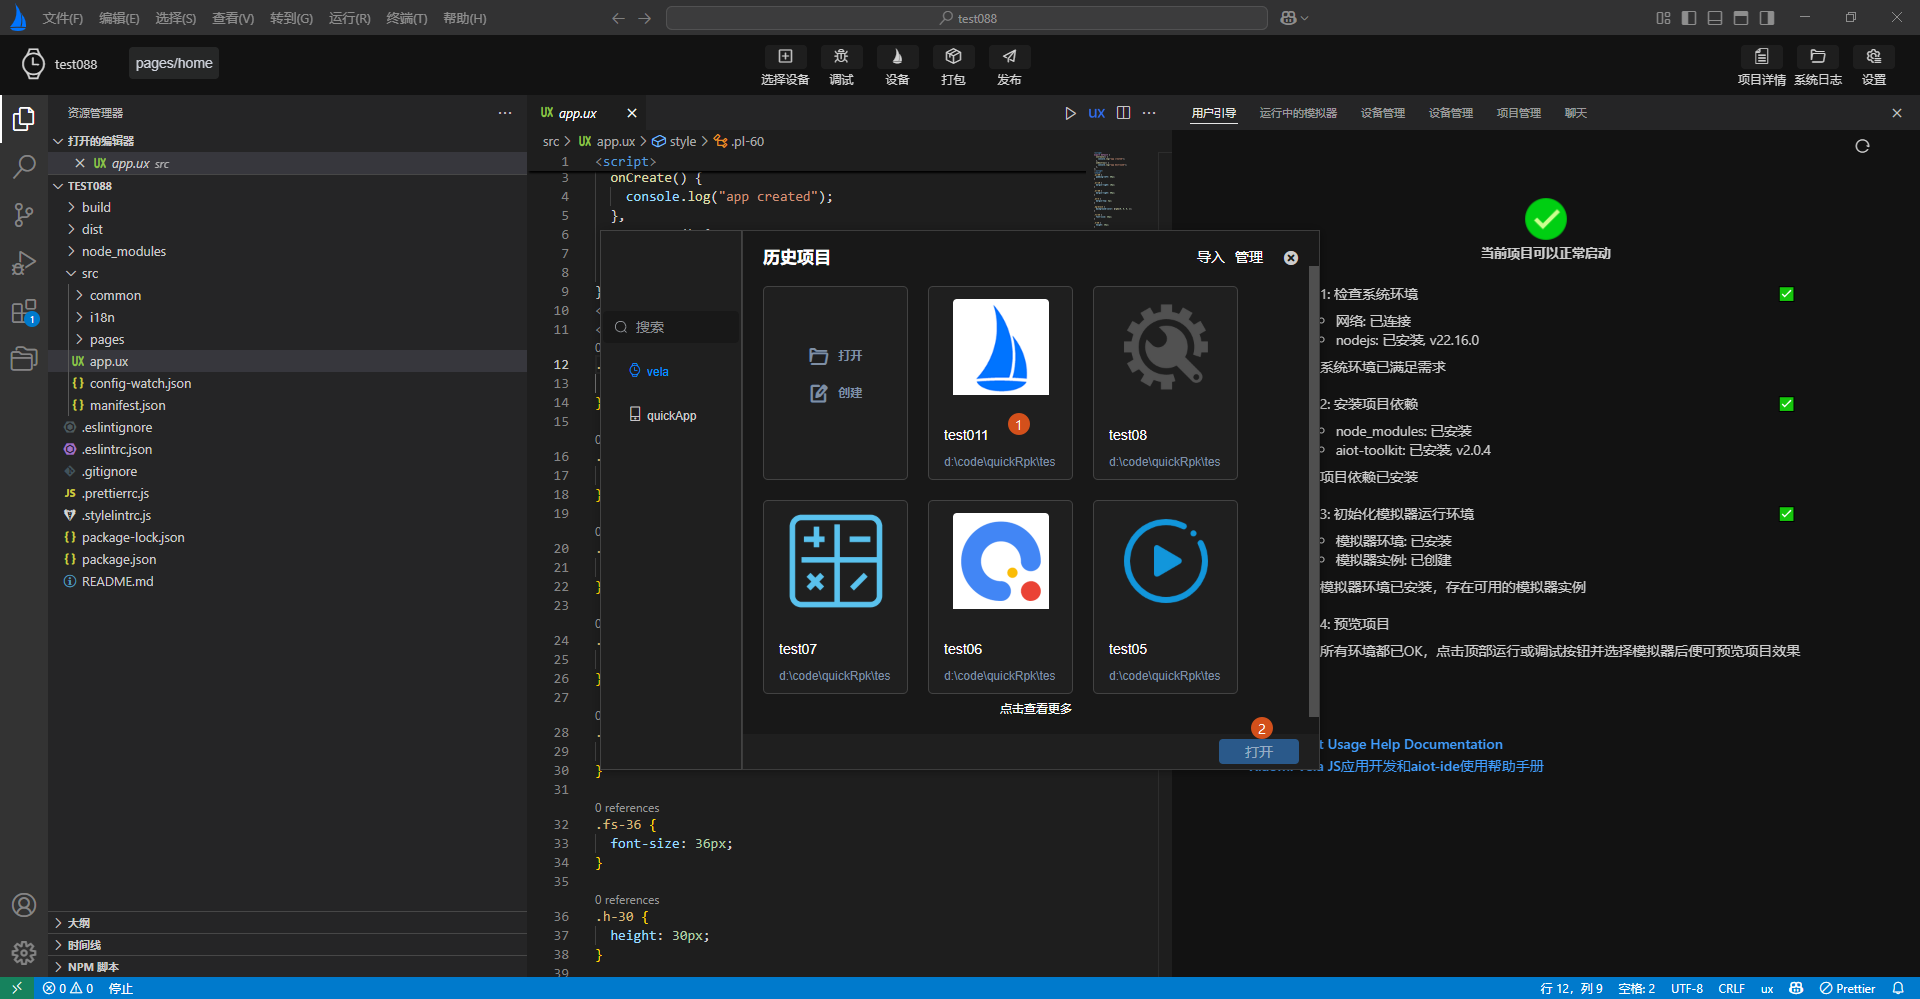 文件(F) 编辑(E) 选择(S) 查看(V) 转到(G) 运行(R) 终端(T) 帮助(H)
test088
test088
pages/home
选择设备 调试 设备 打包 发布
项目详情 系统日志 设置
资源管理器
打开的编辑器
UX app.ux src
TEST088
build
dist
node_modules
src
common
i18n
pages
UX app.ux
{} config-watch.json
{} manifest.json
.eslintignore
.eslintrc.json
.gitignore
JS .prettierrc.js
.stylelintrc.js
{} package-lock.json
{} package.json
README.md
大纲
时间线
NPM 脚本
1
UX app.ux
UX
src > UX app.ux > style > .pl-60
1 <script>
3 onCreate() {
4 console.log("app created");
5 },
6
7
8
9 }
10 <
11 <
0
12 .
13
14 }
15
0
16 .
17
18 }
19
0
20 .
21
22 }
23
0
24 .
25
26 }
27
0
28 .
29
30 }
31
0 references
32 .fs-36 {
33 font-size: 36px;
34 }
35
0 references
36 .h-30 {
37 height: 30px;
38 }
39
历史项目
导入 管理
搜索
vela
quickApp
打开
创建
test011
1
d:\code\quickRpk\tes
test08
d:\code\quickRpk\tes
test07
d:\code\quickRpk\tes
test06
d:\code\quickRpk\tes
test05
d:\code\quickRpk\tes
点击查看更多
2
打开
用户引导 运行中的模拟器 设备管理 设备管理 项目管理 聊天
当前项目可以正常启动
1: 检查系统环境
网络: 已连接
nodejs: 已安装, v22.16.0
系统环境已满足需求
2: 安装项目依赖
node_modules: 已安装
aiot-toolkit: 已安装, v2.0.4
项目依赖已安装
3: 初始化模拟器运行环境
模拟器环境: 已安装
模拟器实例: 已创建
模拟器环境已安装，存在可用的模拟器实例
4: 预览项目
所有环境都已OK，点击顶部运行或调试按钮并选择模拟器后便可预览项目效果
t Usage Help Documentation
JS应用开发和aiot-ide使用帮助手册
0 0 停止
行 12，列 9 空格: 2 UTF-8 CRLF ux Prettier